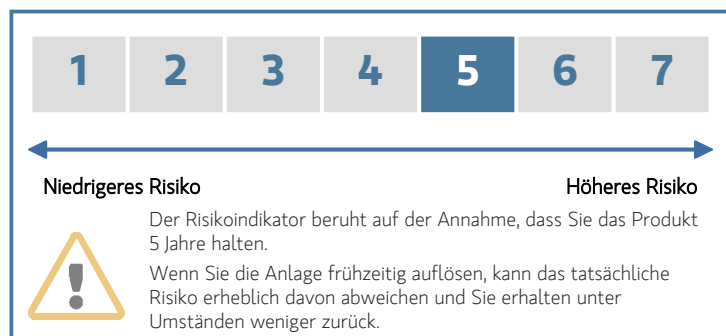 1 2 3 4 5 6 7
Niedrigeres Risiko Höheres Risiko
Der Risikoindikator beruht auf der Annahme, dass Sie das Produkt
5 Jahre halten.
Wenn Sie die Anlage frühzeitig auflösen, kann das tatsächliche
Risiko erheblich davon abweichen und Sie erhalten unter
Umständen weniger zurück.
!